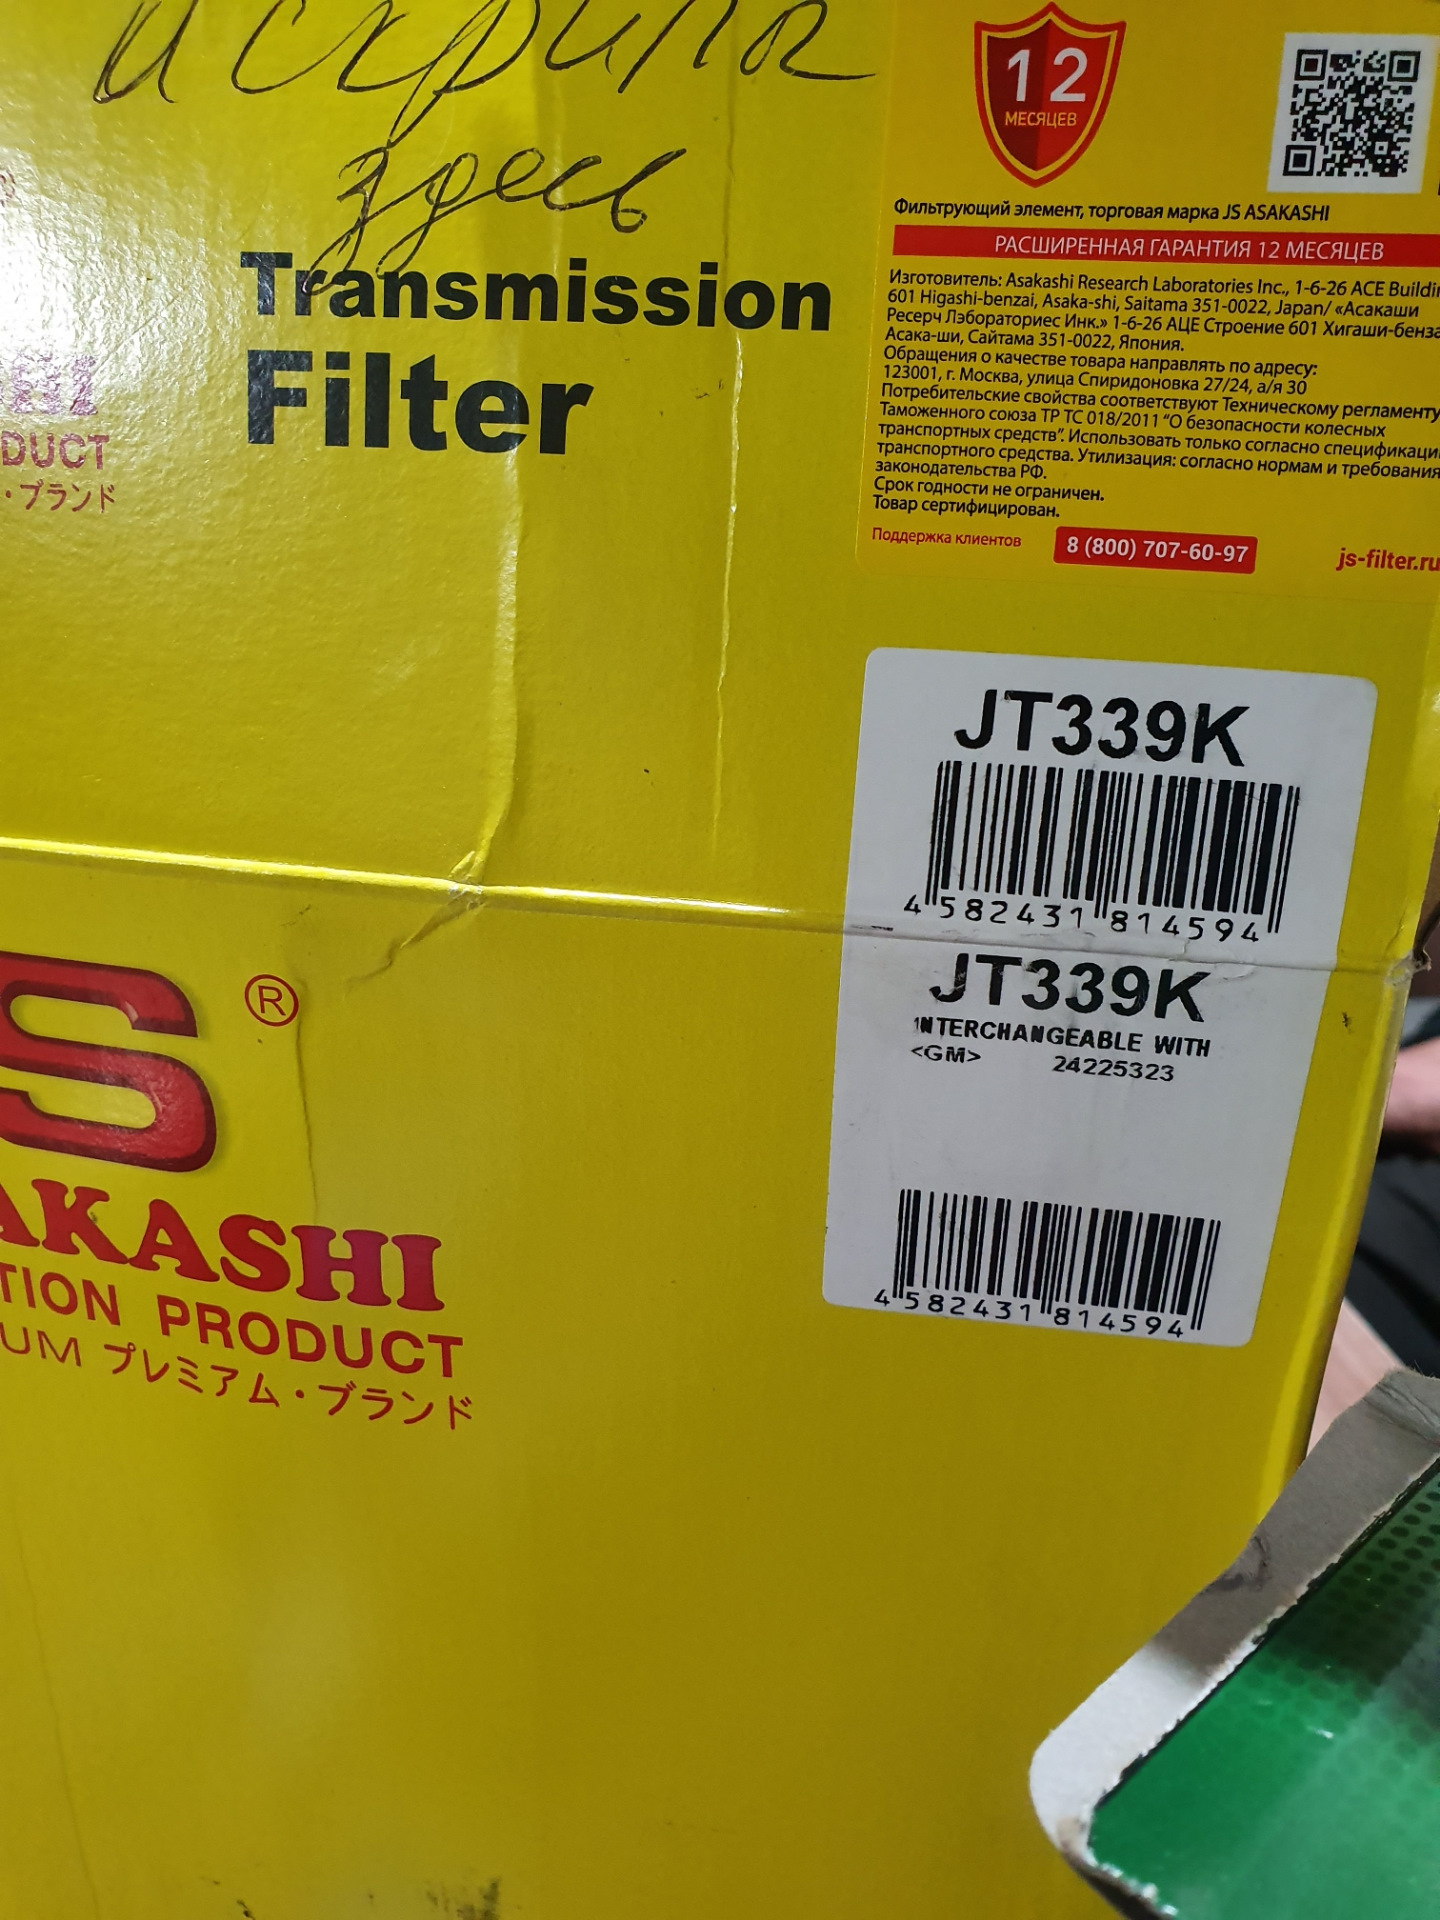 здесь
Transmission
Filter
HI
DUCT
・ブランド
12
МЕСЯЦЕВ
Фильтрующий элемент, торговая марка JS ASAKASHI
РАСШИРЕННАЯ ГАРАНТИЯ 12 МЕСЯЦЕВ
Изготовитель: Asakashi Research Laboratories Inc., 1-6-26 ACE Buildin
601 Higashi-benzai, Asaka-shi, Saitama 351-0022, Japan/ «Асакаши
Ресерч Лэбораториес Инк.» 1-6-26 АЦЕ Строение 601 Хигаши-бенза
Асака-ши, Сайтама 351-0022, Япония.
Обращения о качестве товара направлять по адресу:
123001, г. Москва, улица Спиридоновка 27/24, а/я 30
Потребительские свойства соответствуют Техническому регламенту
Таможенного союза ТР ТС 018/2011 “О безопасности колесных
транспортных средств”. Использовать только согласно спецификаци
транспортного средства. Утилизация: согласно нормам и требования
законодательства РФ.
Срок годности не ограничен.
Товар сертифицирован.
Поддержка клиентов 8 (800) 707-60-97 js-filter.ru
JT339K
4 582431 814594
JT339K
INTERCHANGEABLE WITH
<GM> 24225323
4 582431 814594
S ®
AKASHI
TION PRODUCT
UM プレミアム・ブランド